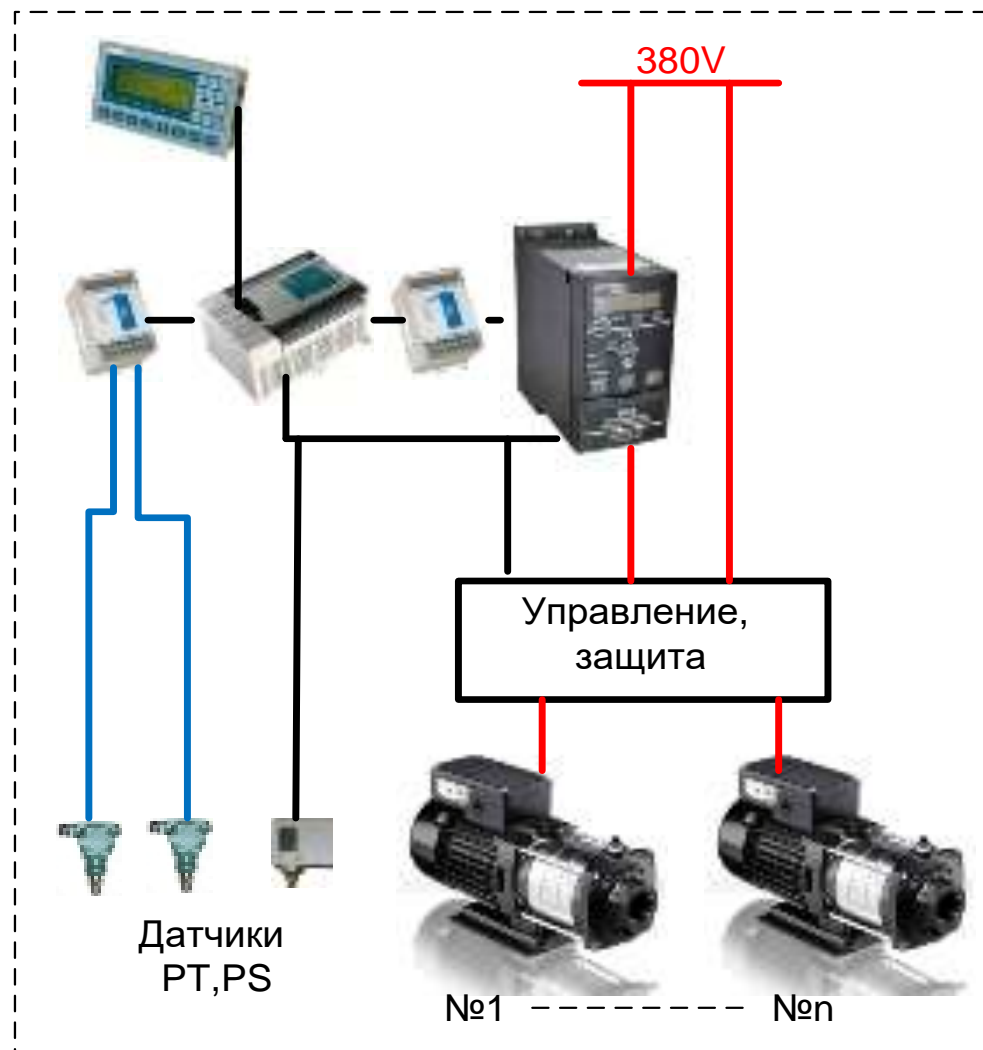 380V
Управление,
защита
Датчики
PT,PS
№1
№n